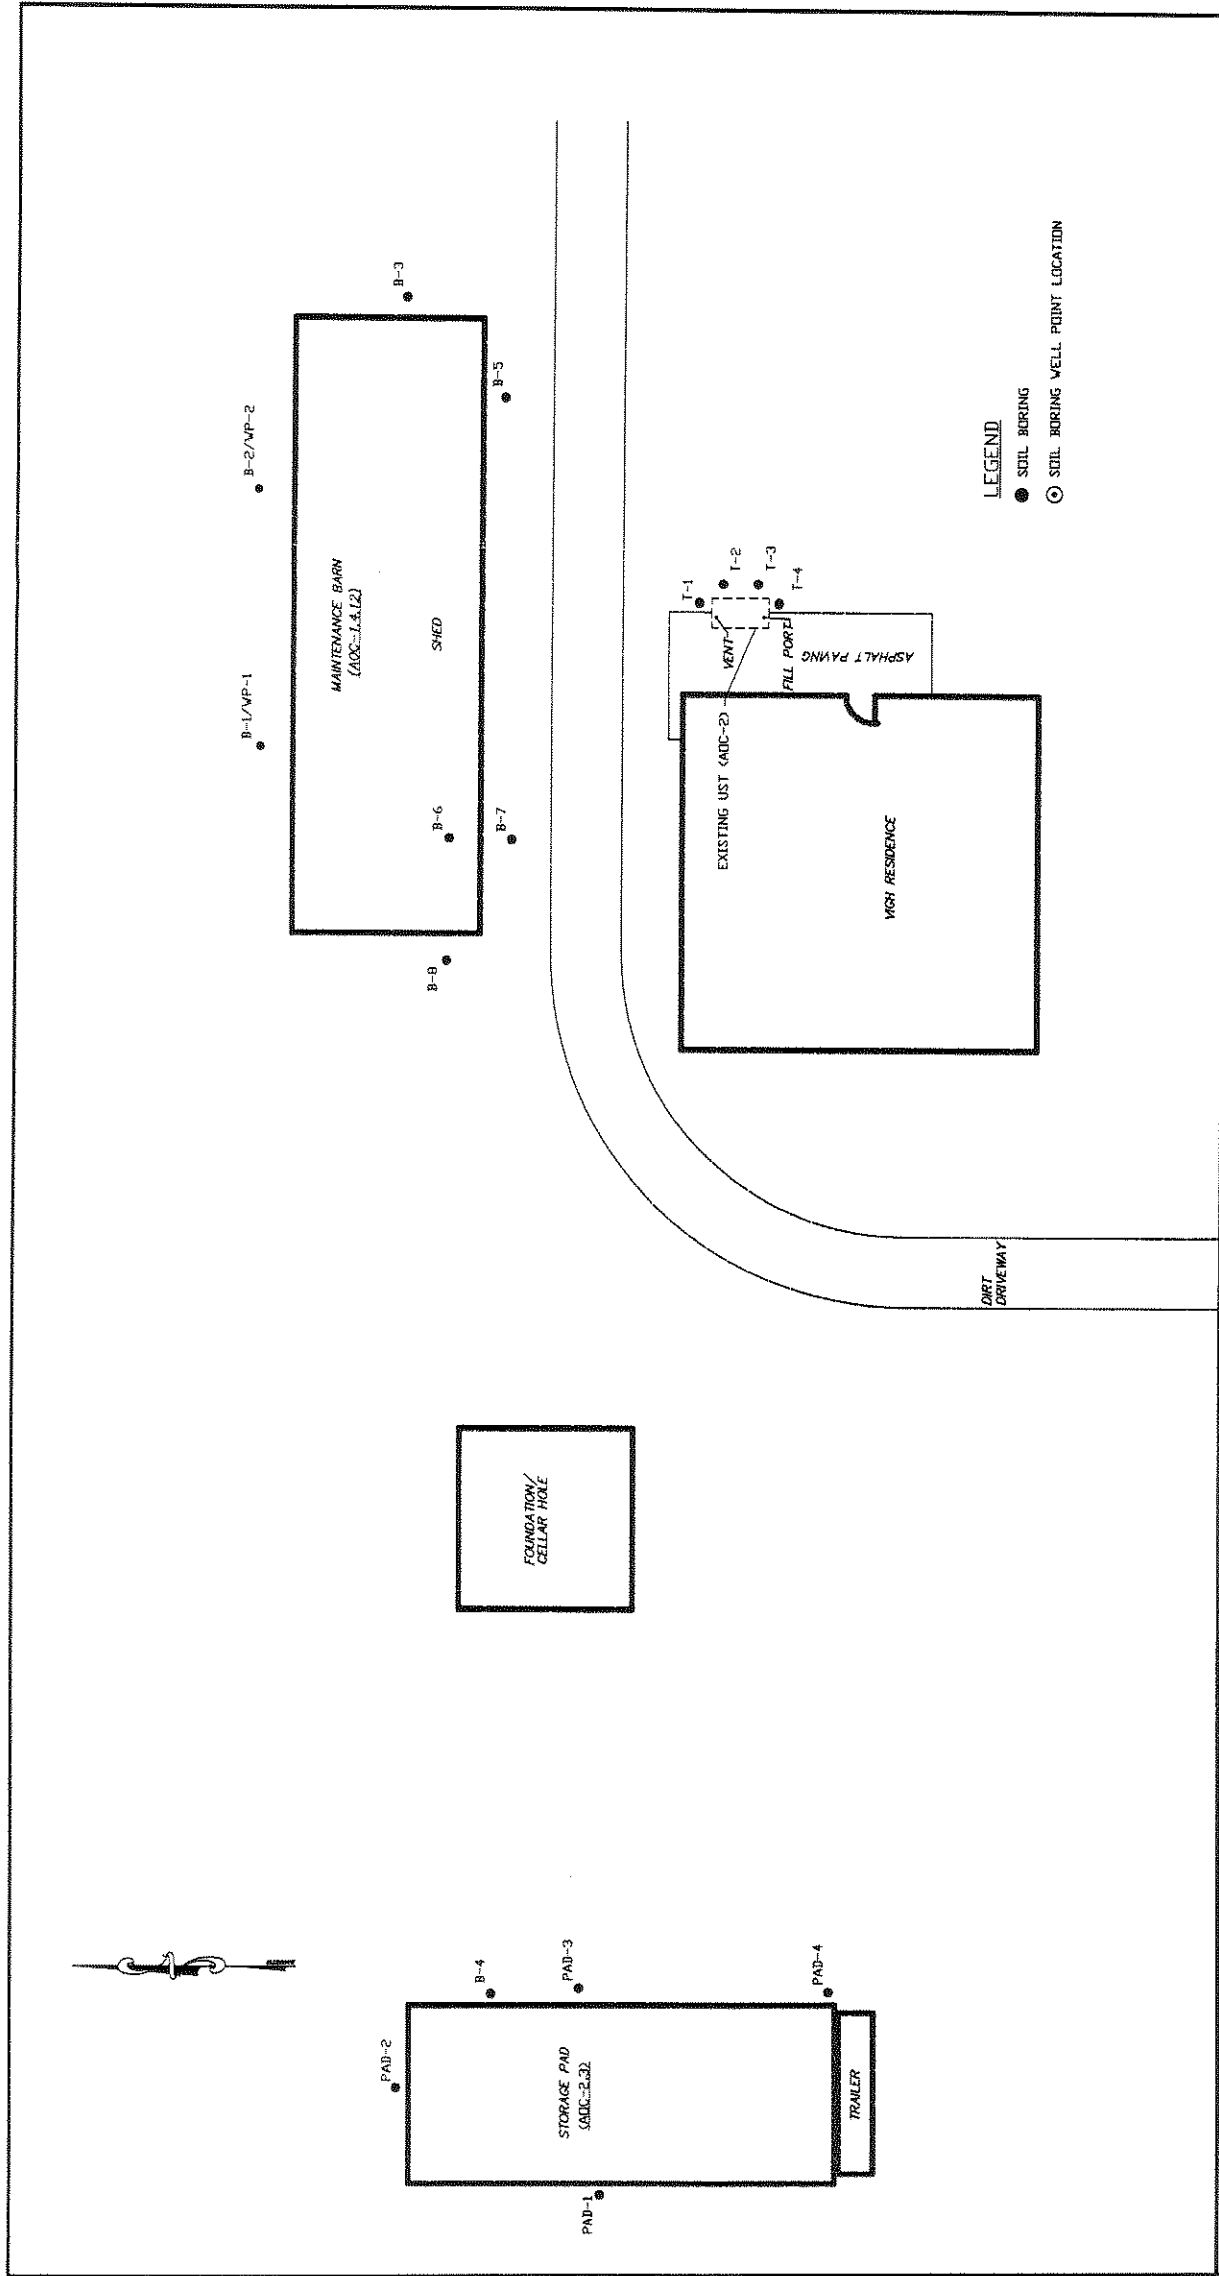 B-3
B-2/WP-2
B-5
MAINTENANCE BARN
(AOC-1,4,12)
SHED
B-1/WP-1
B-6
B-7
B-8
T-1
T-2
T-3
T-4
VENT
FILL PORT
ASPHALT PAVING
EXISTING UST (AOC-2)
VIGH RESIDENCE
LEGEND
SOIL BORING
SOIL BORING WELL POINT LOCATION
DIRT
DRIVEWAY
FOUNDATION/
CELLAR HOLE
PAD-2
B-4
PAD-3
PAD-4
STORAGE PAD
(AOC-2.3)
TRAILER
PAD-1